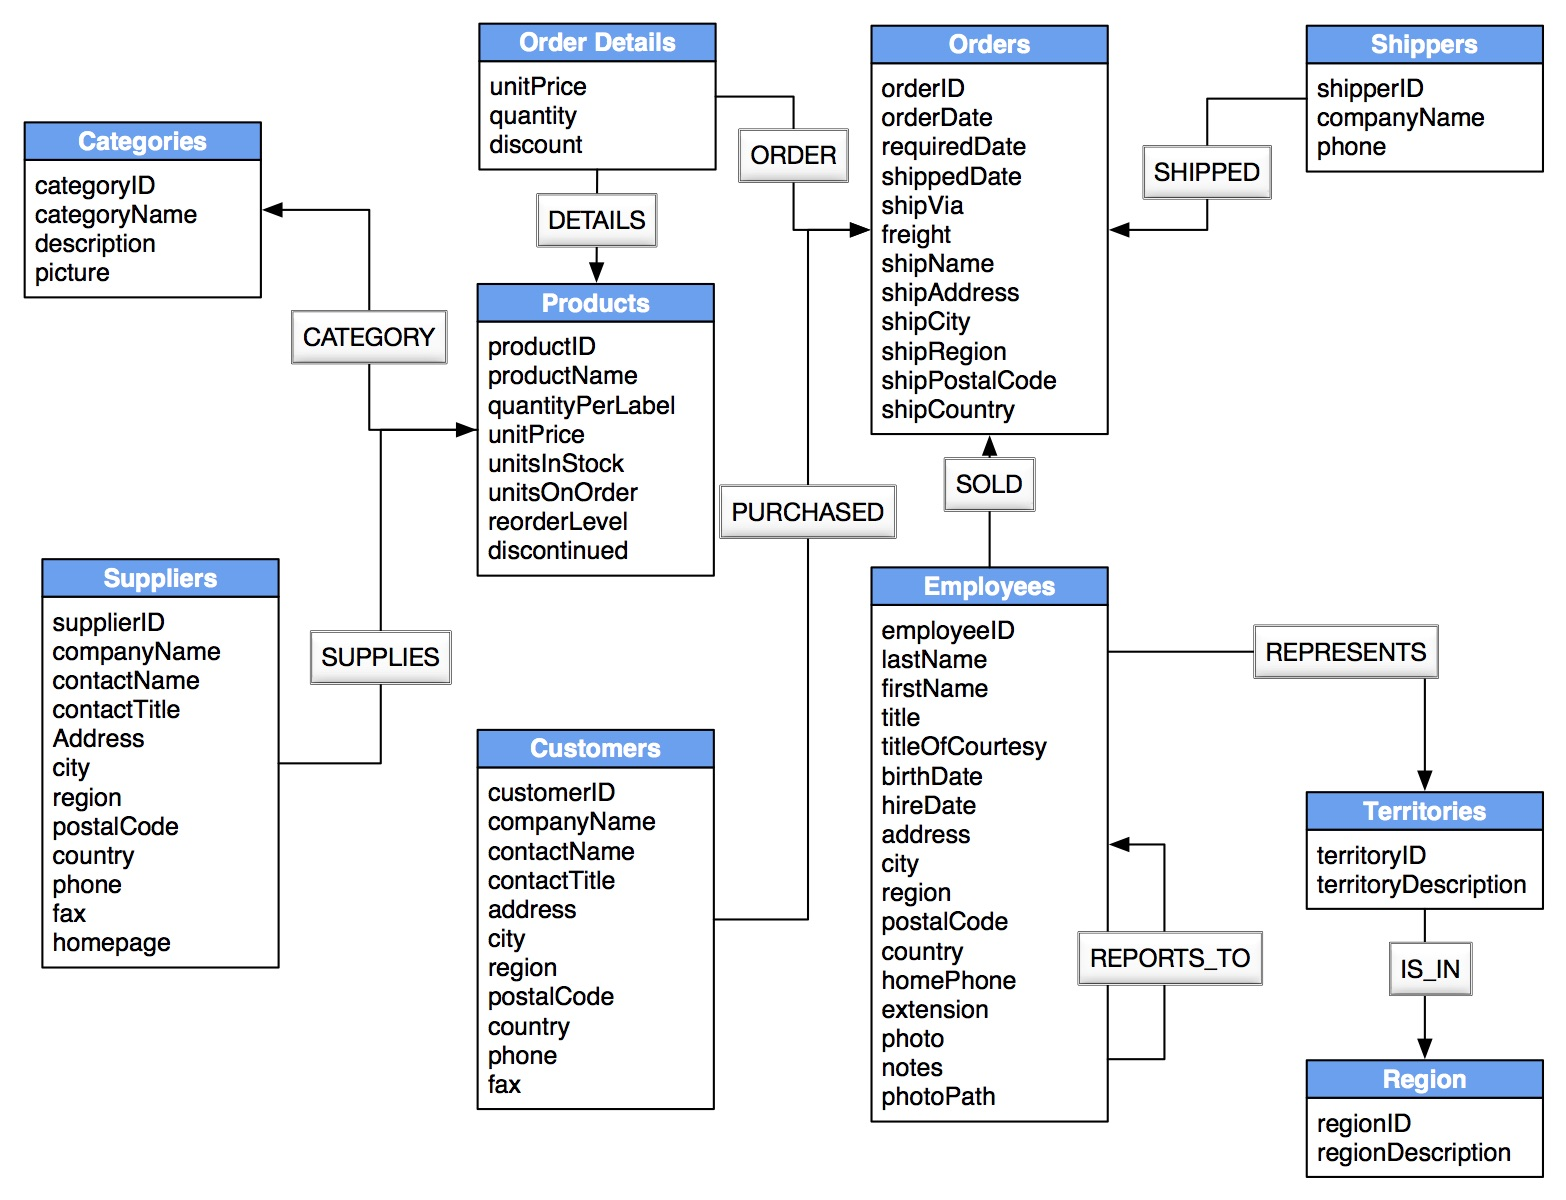 Order Details
unitPrice
quantity
discount
Orders
orderID
orderDate
requiredDate
shippedDate
shipVia
freight
shipName
shipAddress
shipCity
shipRegion
shipPostalCode
shipCountry
Shippers
shipperID
companyName
phone
Categories
categoryID
categoryName
description
picture
ORDER
SHIPPED
DETAILS
CATEGORY
Products
productID
productName
quantityPerLabel
unitPrice
unitsInStock
unitsOnOrder
reorderLevel
discontinued
PURCHASED
SOLD
Suppliers
supplierID
companyName
contactName
contactTitle
Address
city
region
postalCode
country
phone
fax
homepage
SUPPLIES
Customers
customerID
companyName
contactName
contactTitle
address
city
region
postalCode
country
phone
fax
Employees
employeeID
lastName
firstName
title
titleOfCourtesy
birthDate
hireDate
address
city
region
postalCode
country
homePhone
extension
photo
notes
photoPath
REPRESENTS
REPORTS_TO
Territories
territoryID
territoryDescription
IS_IN
Region
regionID
regionDescription